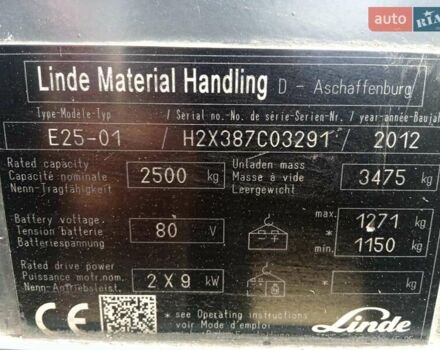 auto RIA
Linde Material Handling D - Aschaffenburg
Type-Modèle-Typ / Serial no.-No. de série-Serien-Nr. / year-année-Baujahr
E25-01 / H2X387C03291 / 2012
Rated capacity
Capacité nominale
Nenn-Tragfähigkeit
2500 kg
Unladen mass
Masse à vide
Leergewicht
3475 kg
Battery voltage
Tension batterie
Batteriespannung
80 V
- +
max. 1271 kg
*
min. 1150 kg
Rated drive power
Puissance motr.nom.
Nenn-Antriebsleist.
2 X 9 kW
* kg
CE
* see Operating instructions
voir Mode d'emploi
Linde